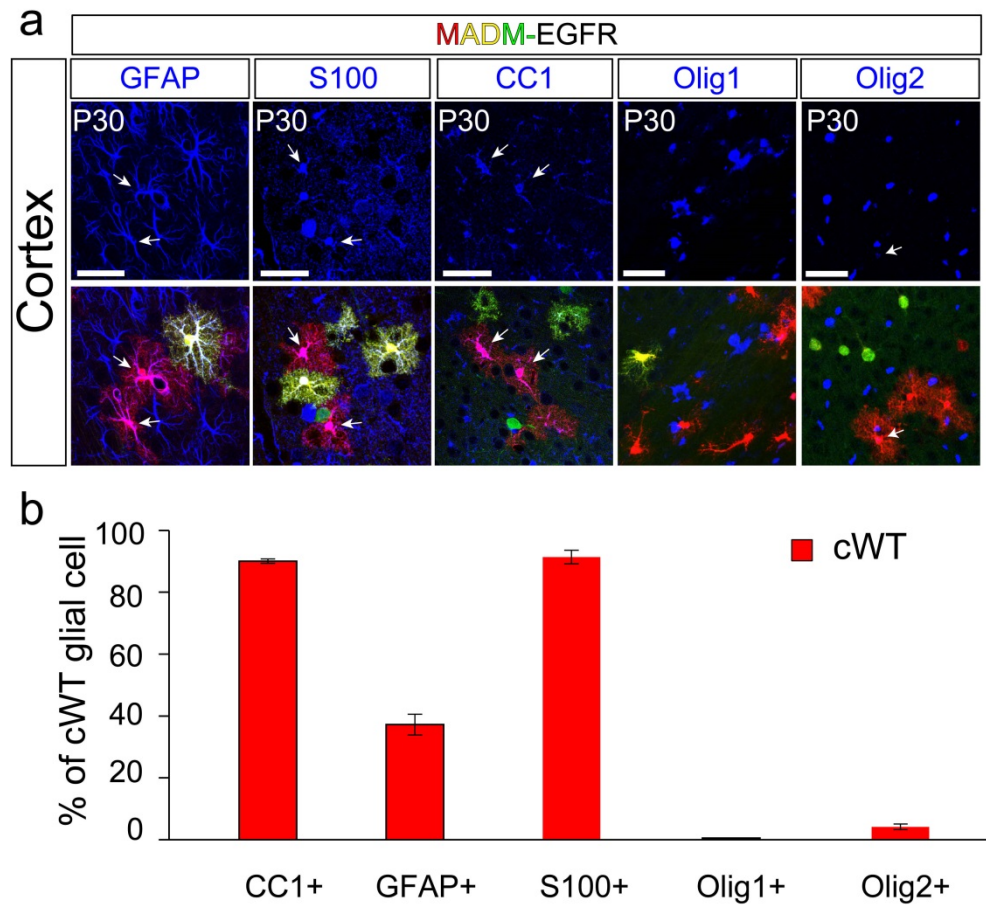 a
MADM-EGFR
Cortex
GFAP S100 CC1 Olig1 Olig2
P30 P30 P30 P30 P30
b
% of cWT glial cell
100
80
60
40
20
0
cWT
CC1+ GFAP+ S100+ Olig1+ Olig2+